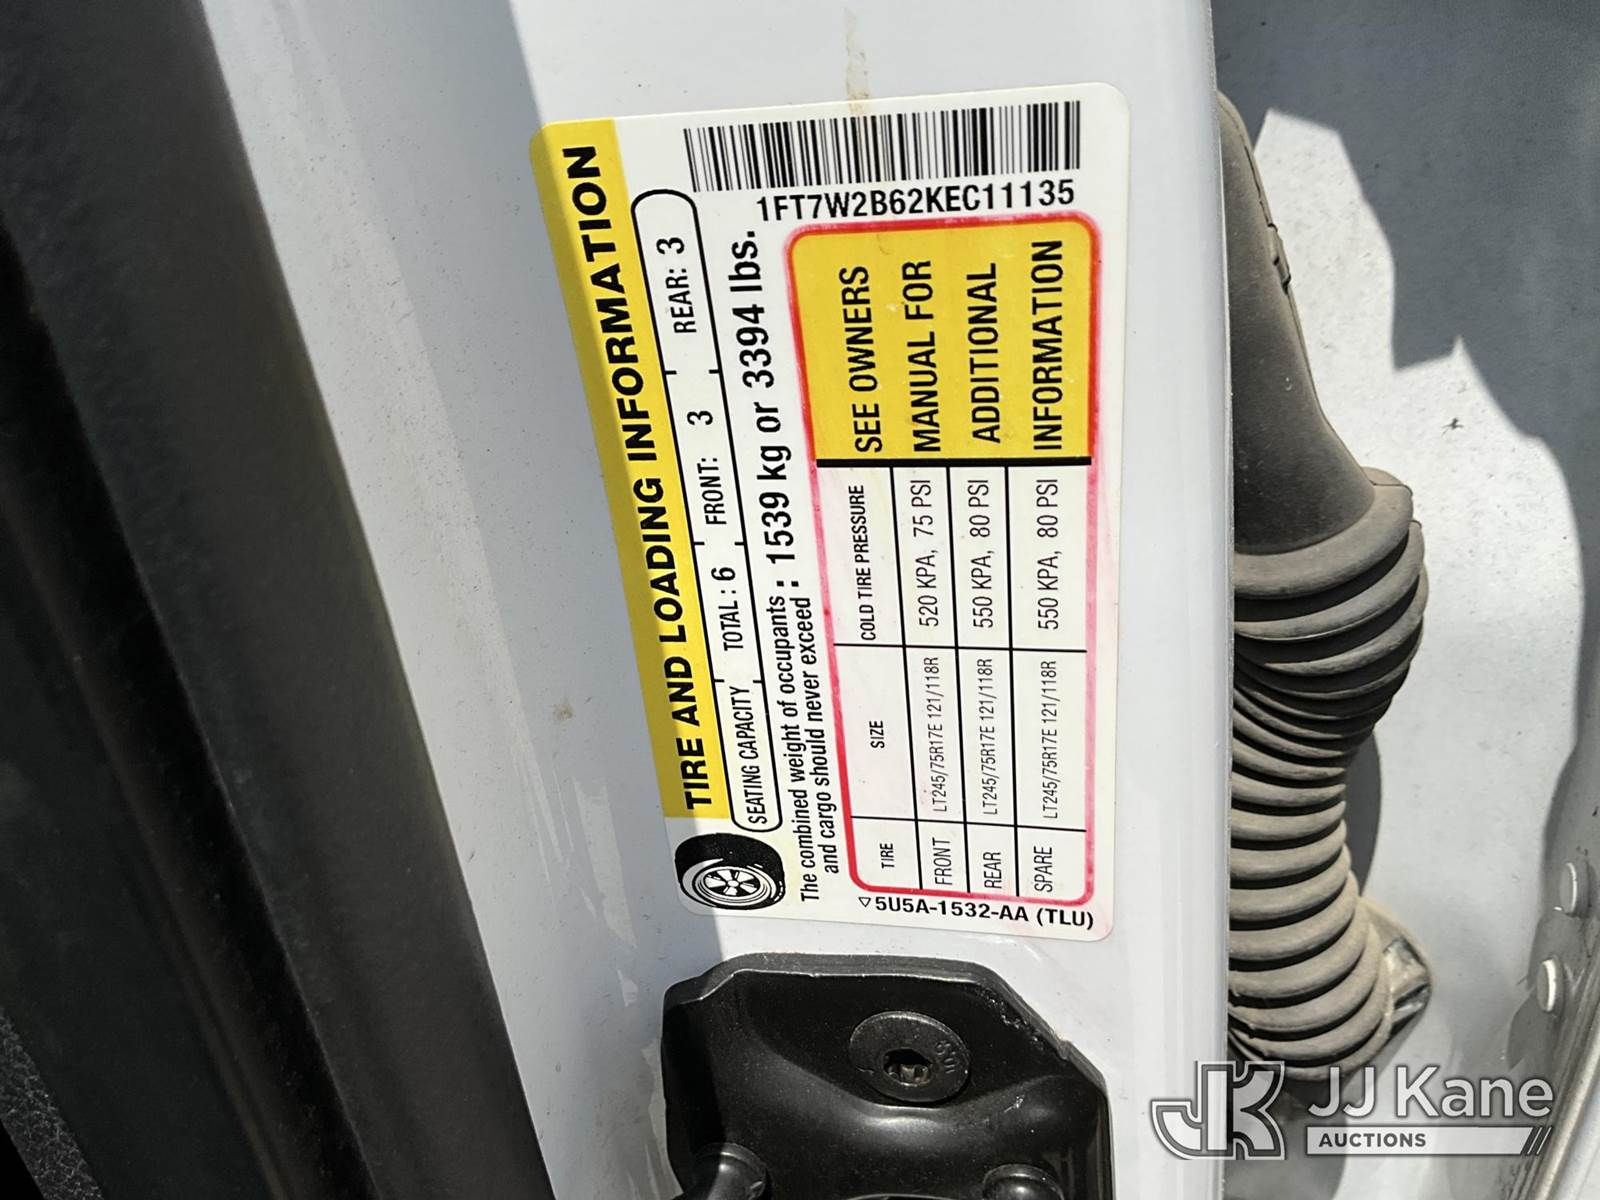 TIRE AND LOADING INFORMATION
SEATING CAPACITY TOTAL : 6 FRONT: 3 REAR: 3
The combined weight of occupants
and cargo should never exceed : 1539 kg or 3394 lbs.
1FT7W2B62KEC11135
TIRE SIZE COLD TIRE PRESSURE
FRONT LT245/75R17E 121/118R 520 KPA, 75 PSI
REAR LT245/75R17E 121/118R 550 KPA, 80 PSI
SPARE LT245/75R17E 121/118R 550 KPA, 80 PSI
SEE OWNERS
MANUAL FOR
ADDITIONAL
INFORMATION
5U5A-1532-AA (TLU)
JK JJ Kane
AUCTIONS